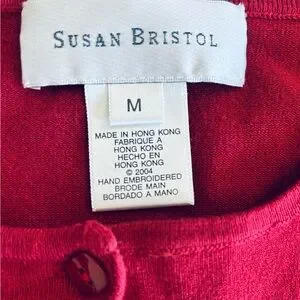 SUSAN BRISTOL
M
MADE IN HONG KONG
FABRIQUE A
HONG KONG
HECHO EN
HONG KONG
© 2004
HAND EMBROIDERED
BRODE MAIN
BORDADO A MANO